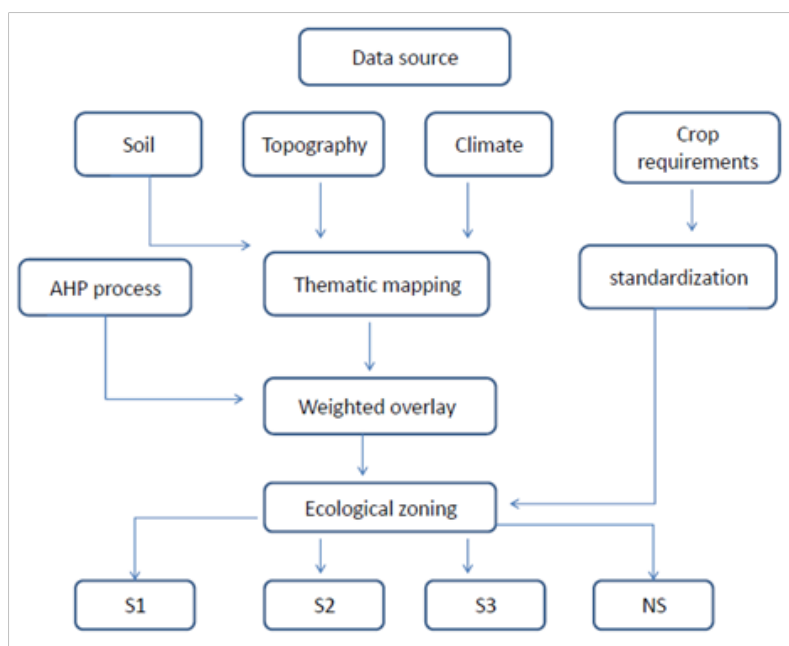 Data source
Soil
Topography
Climate
Crop
requirements
AHP process
Thematic mapping
standardization
Weighted overlay
Ecological zoning
S1
S2
S3
NS